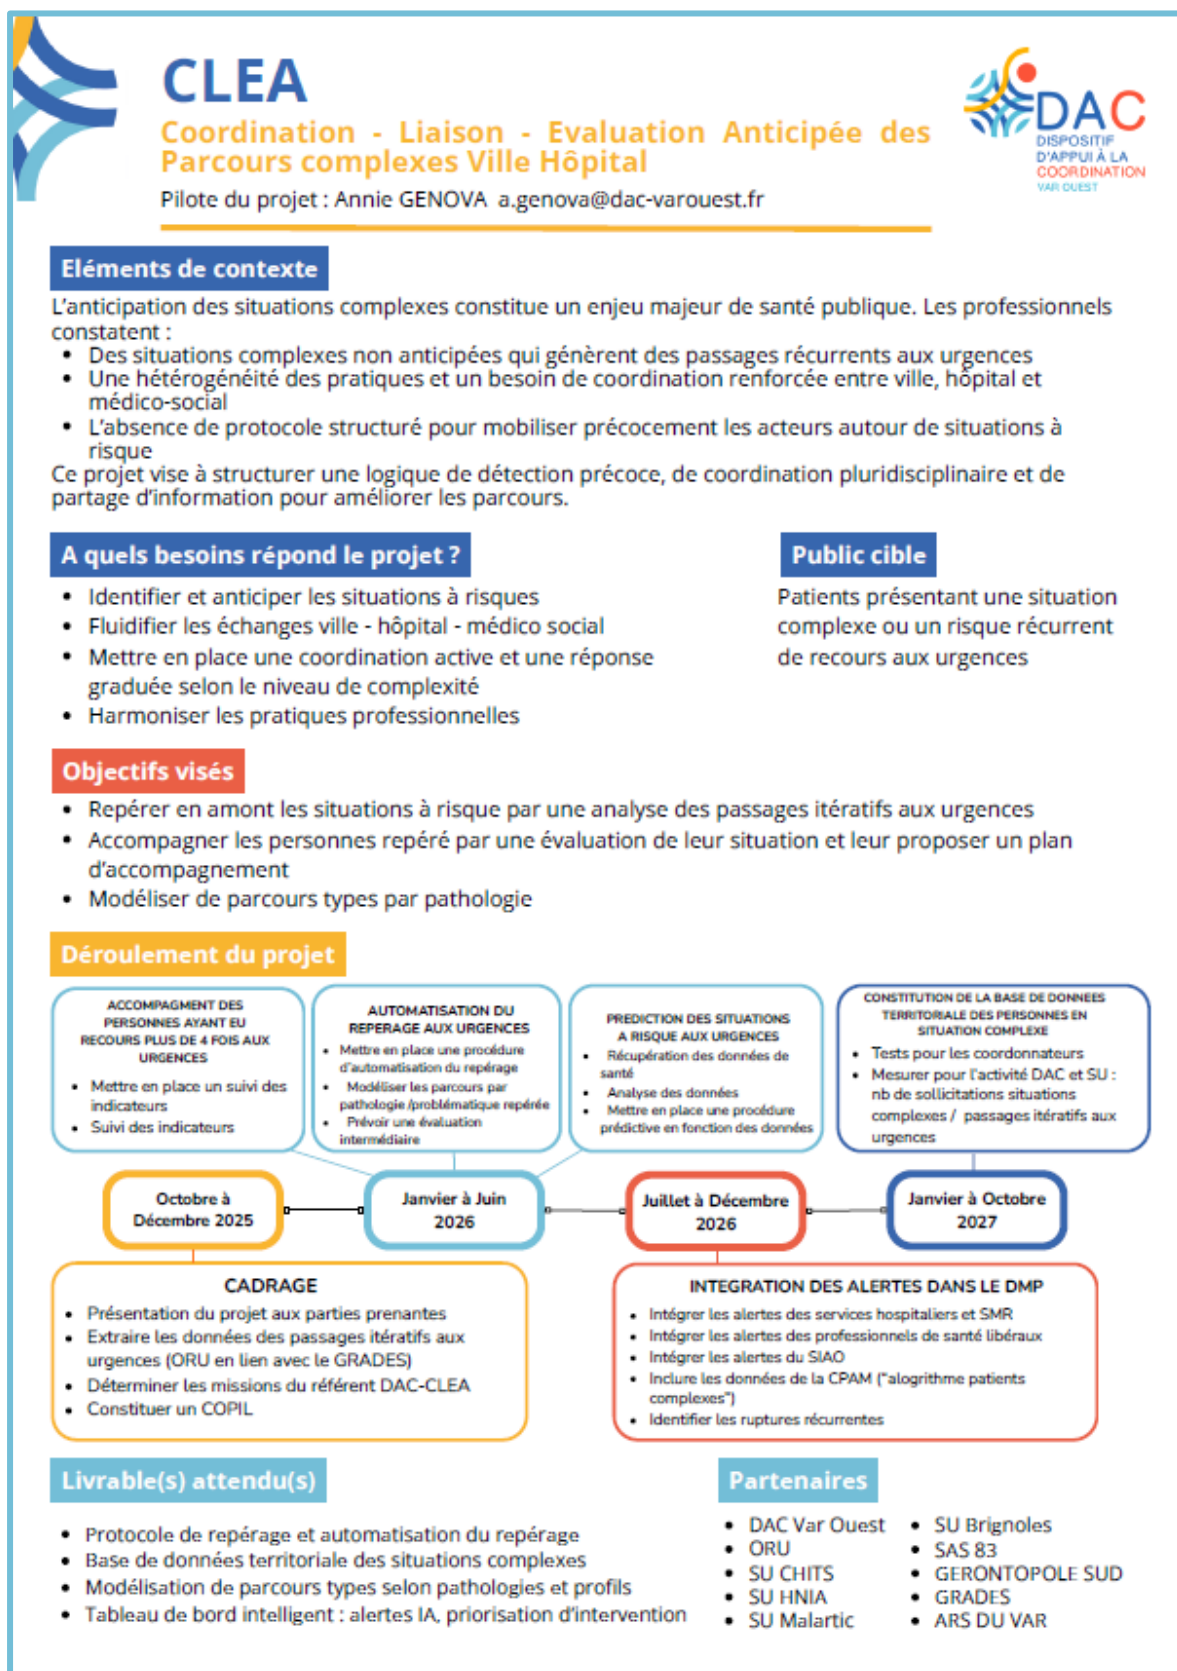 CLEA
Coordination - Liaison - Evaluation Anticipée des
Parcours complexes Ville Hôpital
Pilote du projet : Annie GENOVA a.genova@dac-varouest.fr
DAC
DISPOSITIF
D'APPUI À LA
COORDINATION
VAR OUEST
Eléments de contexte
L'anticipation des situations complexes constitue un enjeu majeur de santé publique. Les professionnels
constatent :
• Des situations complexes non anticipées qui génèrent des passages récurrents aux urgences
• Une hétérogénéité des pratiques et un besoin de coordination renforcée entre ville, hôpital et
médico-social
• L'absence de protocole structuré pour mobiliser précocement les acteurs autour de situations à
risque
Ce projet vise à structurer une logique de détection précoce, de coordination pluridisciplinaire et de
partage d'information pour améliorer les parcours.
A quels besoins répond le projet ?
• Identifier et anticiper les situations à risques
• Fluidifier les échanges ville - hôpital - médico social
• Mettre en place une coordination active et une réponse
graduée selon le niveau de complexité
• Harmoniser les pratiques professionnelles
Public cible
Patients présentant une situation
complexe ou un risque récurrent
de recours aux urgences
Objectifs visés
• Repérer en amont les situations à risque par une analyse des passages itératifs aux urgences
• Accompagner les personnes repéré par une évaluation de leur situation et leur proposer un plan
d'accompagnement
• Modéliser de parcours types par pathologie
Déroulement du projet
ACCOMPAGMENT DES
PERSONNES AYANT EU
RECOURS PLUS DE 4 FOIS AUX
URGENCES
• Mettre en place un suivi des
indicateurs
• Suivi des indicateurs
AUTOMATISATION DU
REPERAGE AUX URGENCES
• Mettre en place une procédure
d'automatisation du repérage
• Modéliser les parcours par
pathologie /problématique repérée
• Prévoir une évaluation
intermédiaire
PREDICTION DES SITUATIONS
A RISQUE AUX URGENCES
• Récupération des données de
santé
• Analyse des données
• Mettre en place une procédure
prédictive en fonction des données
CONSTITUTION DE LA BASE DE DONNEES
TERRITORIALE DES PERSONNES EN
SITUATION COMPLEXE
• Tests pour les coordonnateurs
• Mesurer pour l'activité DAC et SU :
nb de sollicitations situations
complexes / passages itératifs aux
urgences
Octobre à
Décembre 2025
Janvier à Juin
2026
Juillet à Décembre
2026
Janvier à Octobre
2027
CADRAGE
• Présentation du projet aux parties prenantes
• Extraire les données des passages itératifs aux
urgences (ORU en lien avec le GRADES)
• Déterminer les missions du référent DAC-CLEA
• Constituer un COPIL
INTEGRATION DES ALERTES DANS LE DMP
• Intégrer les alertes des services hospitaliers et SMR
• Intégrer les alertes des professionnels de santé libéraux
• Intégrer les alertes du SIAO
• Inclure les données de la CPAM ("alogrithme patients
complexes")
• Identifier les ruptures récurrentes
Livrable(s) attendu(s)
• Protocole de repérage et automatisation du repérage
• Base de données territoriale des situations complexes
• Modélisation de parcours types selon pathologies et profils
• Tableau de bord intelligent : alertes IA, priorisation d'intervention
Partenaires
• DAC Var Ouest
• ORU
• SU CHITS
• SU HNIA
• SU Malartic
• SU Brignoles
• SAS 83
• GERONTOPOLE SUD
• GRADES
• ARS DU VAR